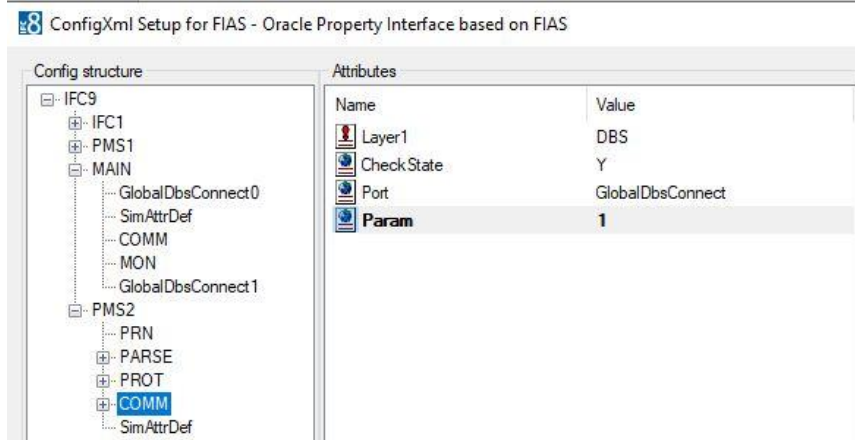 ConfigXml Setup for FIAS - Oracle Property Interface based on FIAS
Config structure
IFC9
IFC1
PMS1
MAIN
GlobalDbsConnect0
SimAttrDef
COMM
MON
GlobalDbsConnect1
PMS2
PRN
PARSE
PROT
COMM
SimAttrDef
Attributes
Name Value
Layer1 DBS
CheckState Y
Port GlobalDbsConnect
Param 1